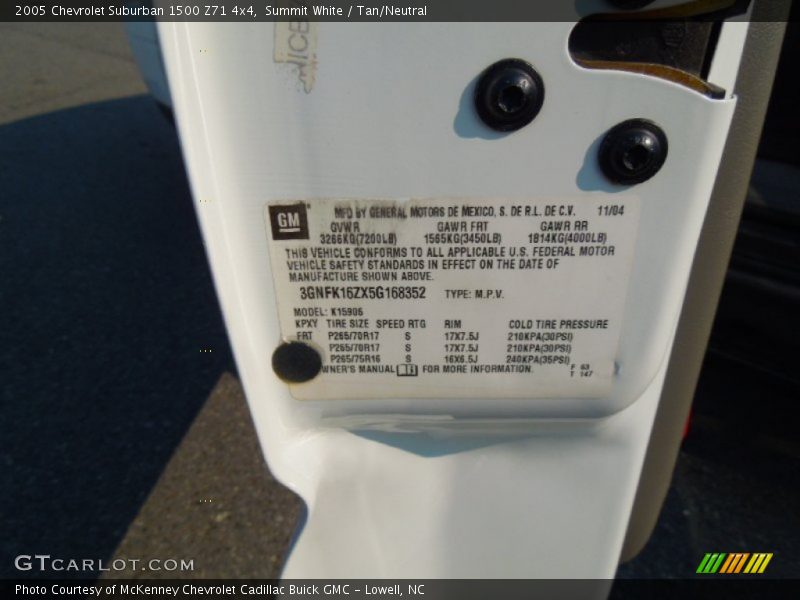 2005 Chevrolet Suburban 1500 Z71 4x4,  Summit White / Tan/Neutral
GM
MFD BY GENERAL MOTORS DE MEXICO, S. DE R.L. DE C.V. 11/04
GVWR GAWR FRT GAWR RR
3266KG(7200LB) 1565KG(3450LB) 1814KG(4000LB)
THIS VEHICLE CONFORMS TO ALL APPLICABLE U.S. FEDERAL MOTOR
VEHICLE SAFETY STANDARDS IN EFFECT ON THE DATE OF
MANUFACTURE SHOWN ABOVE.
3GNFK16ZX5G168352 TYPE: M.P.V.
MODEL: K15906
KPXY TIRE SIZE SPEED RTG RIM COLD TIRE PRESSURE
FRT P265/70R17 S 17X7.5J 210KPA(30PSI)
P265/70R17 S 17X7.5J 210KPA(30PSI)
P265/75R16 S 16X6.5J 240KPA(35PSI)
WNER'S MANUAL FOR MORE INFORMATION.
F 63
T 147
GTCARLOT.COM
Photo Courtesy of McKenney Chevrolet Cadillac Buick GMC – Lowell, NC